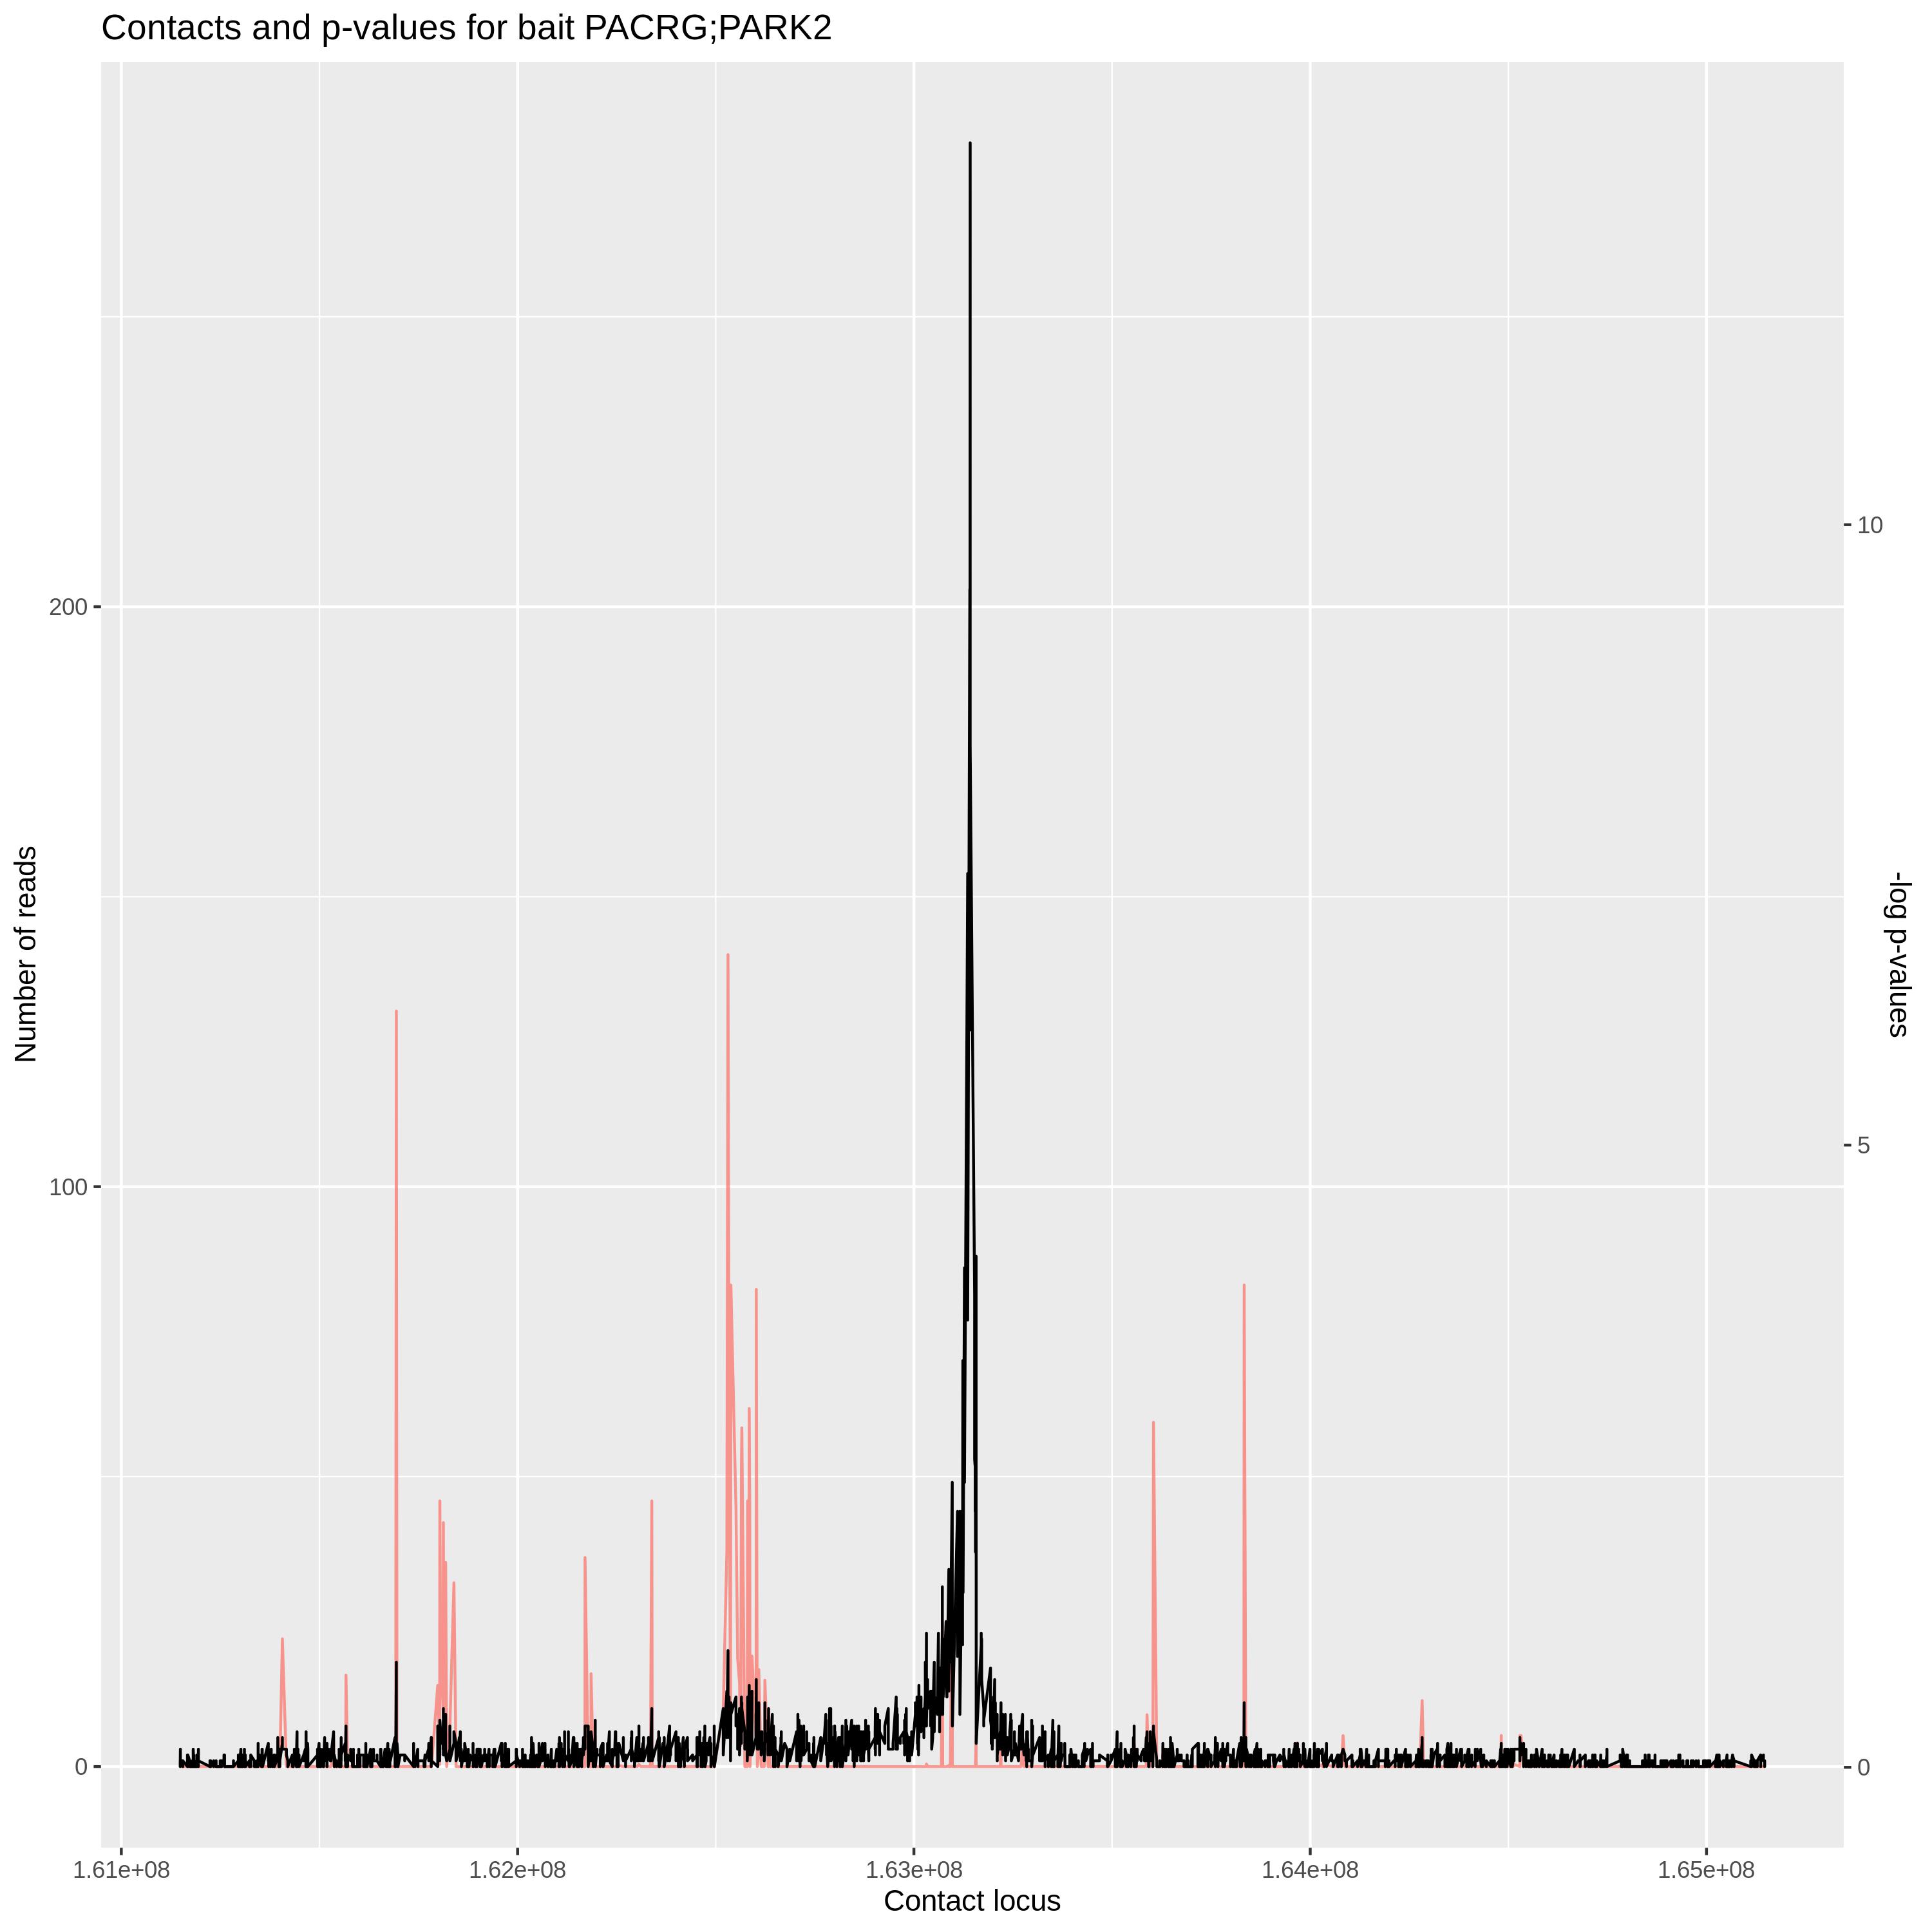 Contacts and p-values for bait PACRG;PARK2
Number of reads
200
100
0
10
5
0
-log p-values
1.61e+08
1.62e+08
1.63e+08
1.64e+08
1.65e+08
Contact locus